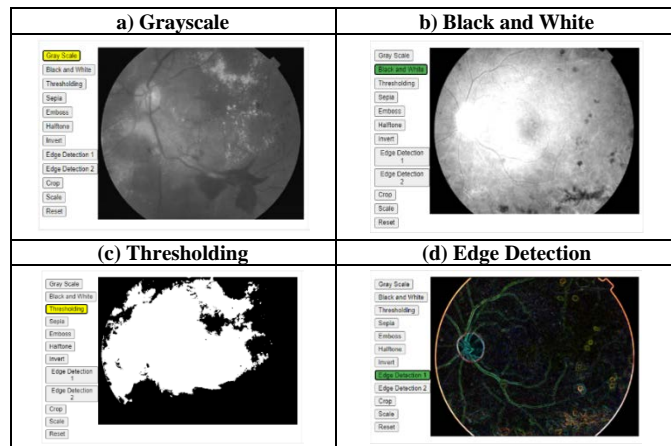 a) Grayscale
Gray Scale
Black and White
Thresholding
Sepia
Emboss
Halftone
Invert
Edge Detection 1
Edge Detection 2
Crop
Scale
Reset
b) Black and White
Gray Scale
Black and White
Thresholding
Sepia
Emboss
Halftone
Invert
Edge Detection
1
Edge Detection
2
Crop
Scale
Reset
(c) Thresholding
Gray Scale
Black and White
Thresholding
Sepia
Emboss
Halftone
Invert
Edge Detection
1
Edge Detection
2
Crop
Scale
Reset
(d) Edge Detection
Gray Scale
Black and White
Thresholding
Sepia
Emboss
Halftone
Invert
Edge Detection 1
Edge Detection 2
Crop
Scale
Reset